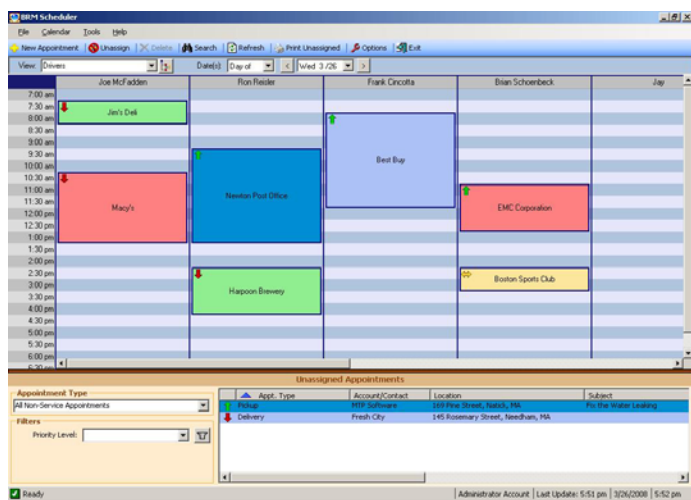 BRM Scheduler
File Calendar Tools Help
New Appointment Unassign Delete Search Refresh Print Unassigned Options Exit
View: Drivers Date(s): Day of < Wed 3 /26 >
Joe McFadden Ron Reisler Frank Cincotta Brian Schoenbeck Jay
7:00 am
7:30 am
Jim's Deli
8:00 am
8:30 am
9:00 am
9:30 am
Best Buy
10:00 am
10:30 am
11:00 am
11:30 am
Newton Post Office
12:00 pm
Macy's EMC Corporation
12:30 pm
1:00 pm
1:30 pm
2:00 pm
2:30 pm
Boston Sports Club
3:00 pm
Harpoon Brewery
3:30 pm
4:00 pm
4:30 pm
5:00 pm
5:30 pm
6:00 pm
6:30 pm
Unassigned Appointments
Appointment Type
All Non-Service Appointments
Filters
Priority Level:
Appt. Type Account/Contact Location Subject
Pickup MTP Software 169 Pine Street, Natick, MA Fix the Water Leaking
Delivery Fresh City 145 Rosemary Street, Needham, MA
Ready Administrator Account Last Update: 5:51 pm 3/26/2008 5:52 pm